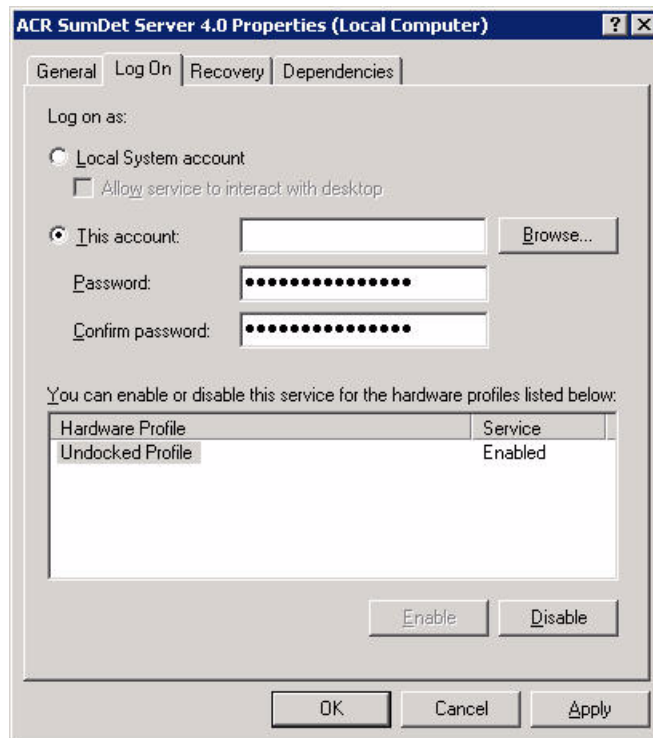 ACR SumDet Server 4.0 Properties (Local Computer)
General Log On Recovery Dependencies
Log on as:
Local System account
Allow service to interact with desktop
This account: Browse...
Password: ●●●●●●●●●●●●●●●
Confirm password: ●●●●●●●●●●●●●●●
You can enable or disable this service for the hardware profiles listed below:
Hardware Profile Service
Undocked Profile Enabled
Enable Disable
OK Cancel Apply